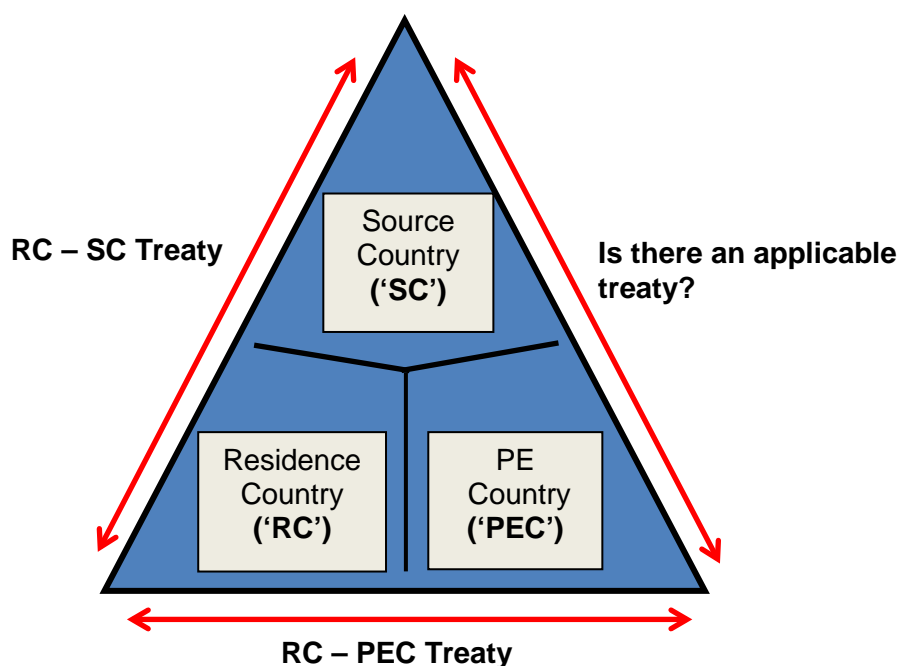 Source
Country
(‘SC’)
RC – SC Treaty
Is there an applicable
treaty?
Residence
Country
(‘RC’)
PE
Country
(‘PEC’)
RC – PEC Treaty